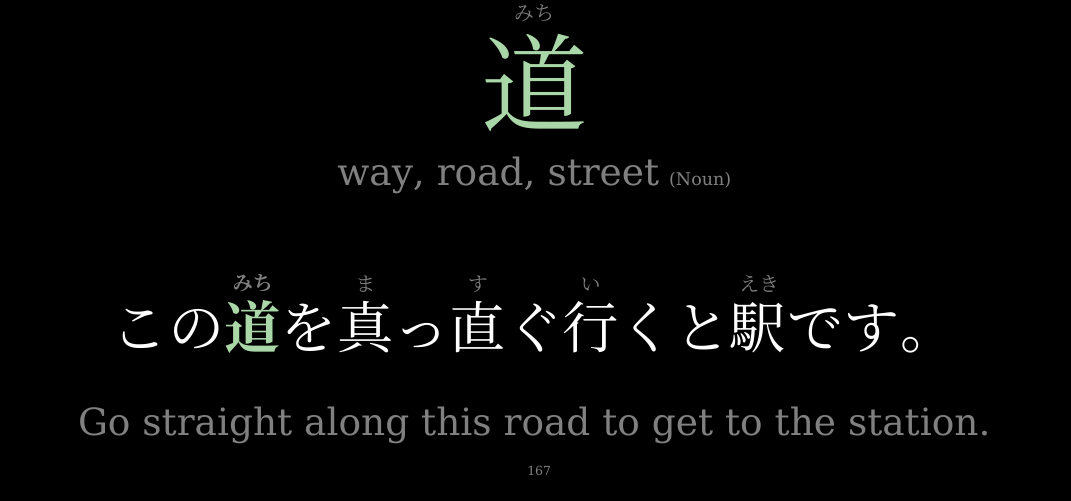 みち
道
way, road, street (Noun)
みち ま す い えき
この道を真っ直ぐ行くと駅です。
Go straight along this road to get to the station.
167